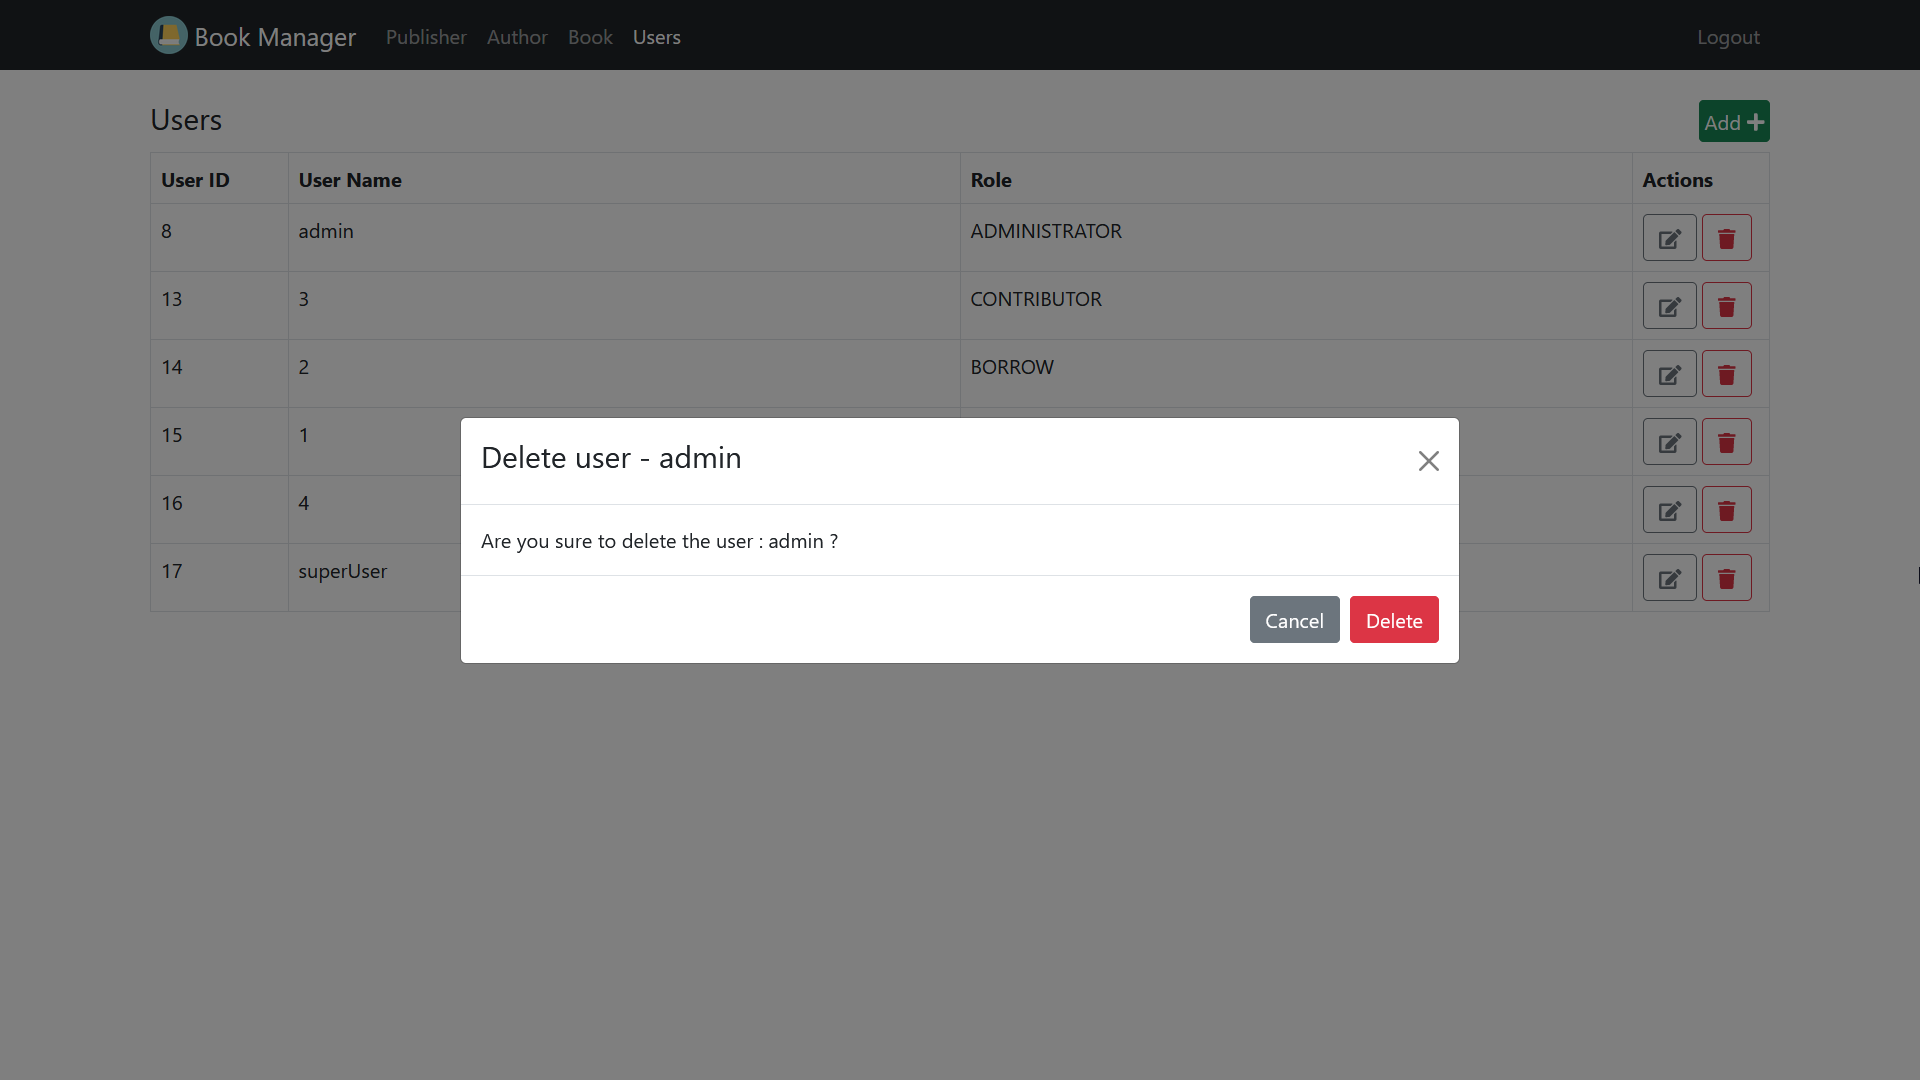 Book Manager Publisher Author Book Users Logout
Users Add
User ID User Name Role Actions
8 admin ADMINISTRATOR
13 3 CONTRIBUTOR
14 2 BORROW
15 1
16 4
17 superUser
Delete user - admin
Are you sure to delete the user : admin ?
Cancel Delete